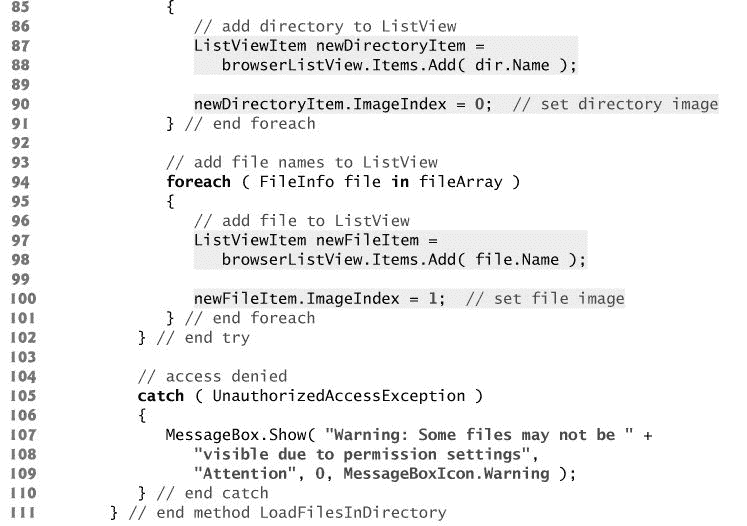 85 {
86 // add directory to ListView
87 ListViewItem newDirectoryItem =
88 browserListView.Items.Add( dir.Name );
89
90 newDirectoryItem.ImageIndex = 0; // set directory image
91 } // end foreach
92
93 // add file names to ListView
94 foreach ( FileInfo file in fileArray )
95 {
96 // add file to ListView
97 ListViewItem newFileItem =
98 browserListView.Items.Add( file.Name );
99
100 newFileItem.ImageIndex = 1; // set file image
101 } // end foreach
102 } // end try
103
104 // access denied
105 catch ( UnauthorizedAccessException )
106 {
107 MessageBox.Show( "Warning: Some files may not be " +
108 "visible due to permission settings",
109 "Attention", 0, MessageBoxIcon.Warning );
110 } // end catch
111 } // end method LoadFilesInDirectory